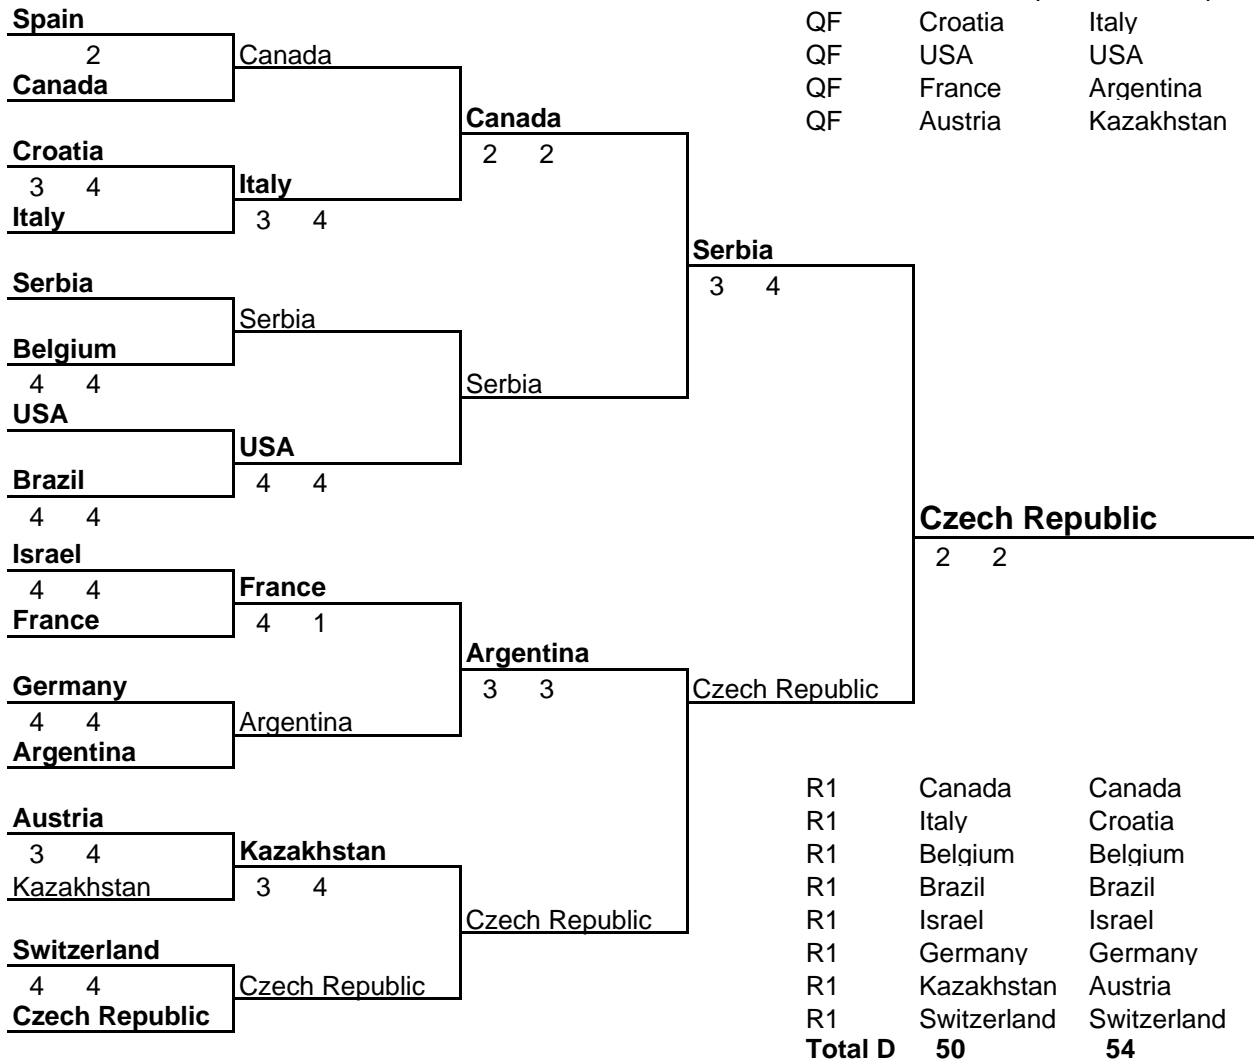 Spain QF Croatia Italy
2 Canada QF USA USA
Canada QF France Argentina
Canada QF Austria Kazakhstan
Croatia 2 2
3 4 Italy
Italy 3 4
Serbia
Serbia 3 4
Serbia
Belgium
4 4 Serbia
USA
USA
Brazil 4 4
4 4 Czech Republic
Israel 2 2
4 4 France
France 4 1
Argentina
Germany 3 3 Czech Republic
4 4 Argentina
Argentina
R1 Canada Canada
Austria R1 Italy Croatia
3 4 Kazakhstan R1 Belgium Belgium
Kazakhstan 3 4 R1 Brazil Brazil
Czech Republic R1 Israel Israel
Switzerland R1 Germany Germany
4 4 Czech Republic R1 Kazakhstan Austria
Czech Republic R1 Switzerland Switzerland
Total D 50 54